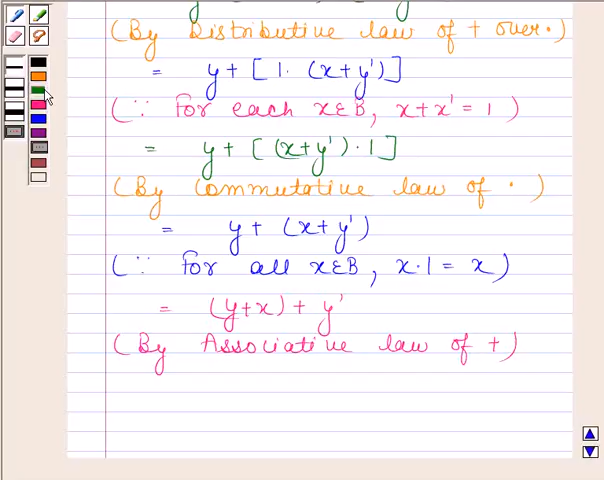 (By Distributive law of + over ·)
= y + [ 1 · (x + y') ]
(∵ For each x ∈ B, x + x' = 1)
= y + [ (x + y') · 1 ]
(By Commutative law of ·)
= y + (x + y')
(∵ For all x ∈ B, x · 1 = x)
= (y + x) + y'
(By Associative law of +)